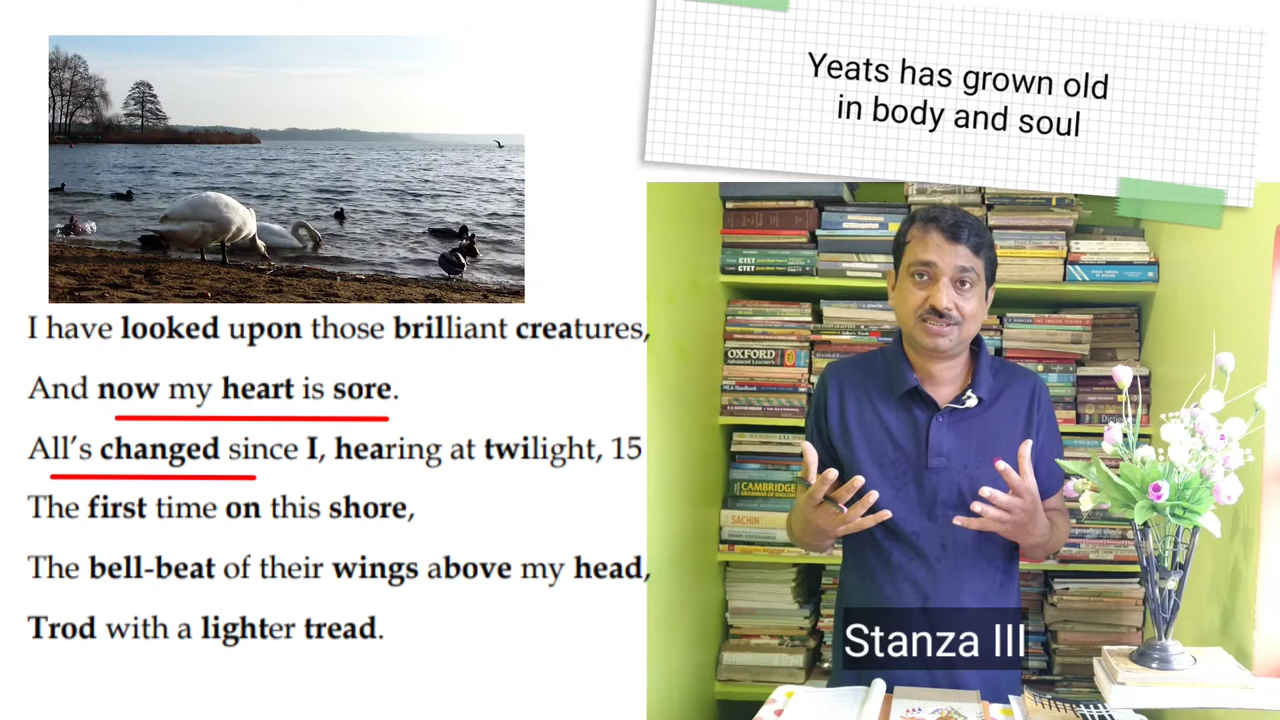 Yeats has grown old
in body and soul
I have looked upon those brilliant creatures,
And now my heart is sore.
All's changed since I, hearing at twilight, 15
The first time on this shore,
The bell-beat of their wings above my head,
Trod with a lighter tread.
CTET
CTET
OXFORD
CAMBRIDGE
SACHIN
Stanza III